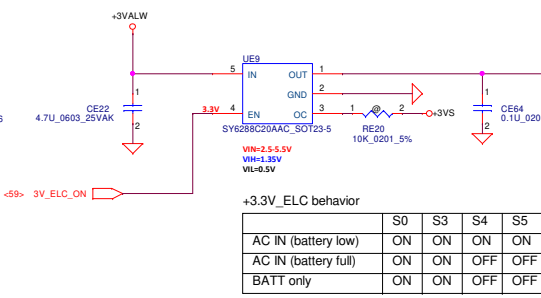 +3VALW
UE9
5 IN OUT 1
GND 2
3.3V 4 EN OC 3
SY6288C20AAC_SOT23-5
1
CE22
4.7U_0603_25VAK
2
1 @ 2 +3VS
RE20
10K_0201_5%
1
CE64
0.1U_020
2
VIN=2.5-5.5V
VIH=1.35V
VIL=0.5V
<59> 3V_ELC_ON
+3.3V_ELC behavior
S0 S3 S4 S5
AC IN (battery low) ON ON ON ON
AC IN (battery full) ON ON OFF OFF
BATT only ON ON OFF OFF